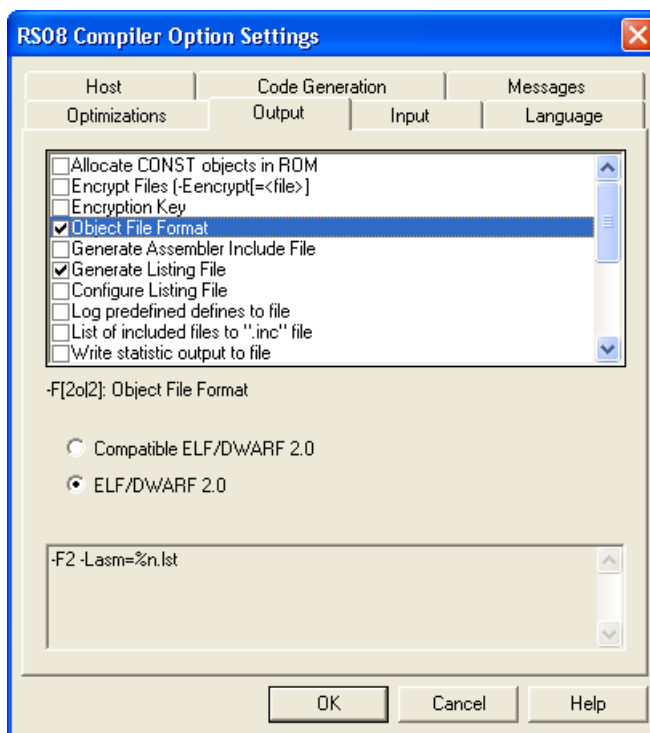 RS08 Compiler Option Settings
Host Code Generation Messages
Optimizations Output Input Language
Allocate CONST objects in ROM
Encrypt Files (-Eencrypt[=<file>]
Encryption Key
Object File Format
Generate Assembler Include File
Generate Listing File
Configure Listing File
Log predefined defines to file
List of included files to ".inc" file
Write statistic output to file
-F[2o|2]: Object File Format
Compatible ELF/DWARF 2.0
ELF/DWARF 2.0
-F2 -Lasm=%n.lst
OK Cancel Help